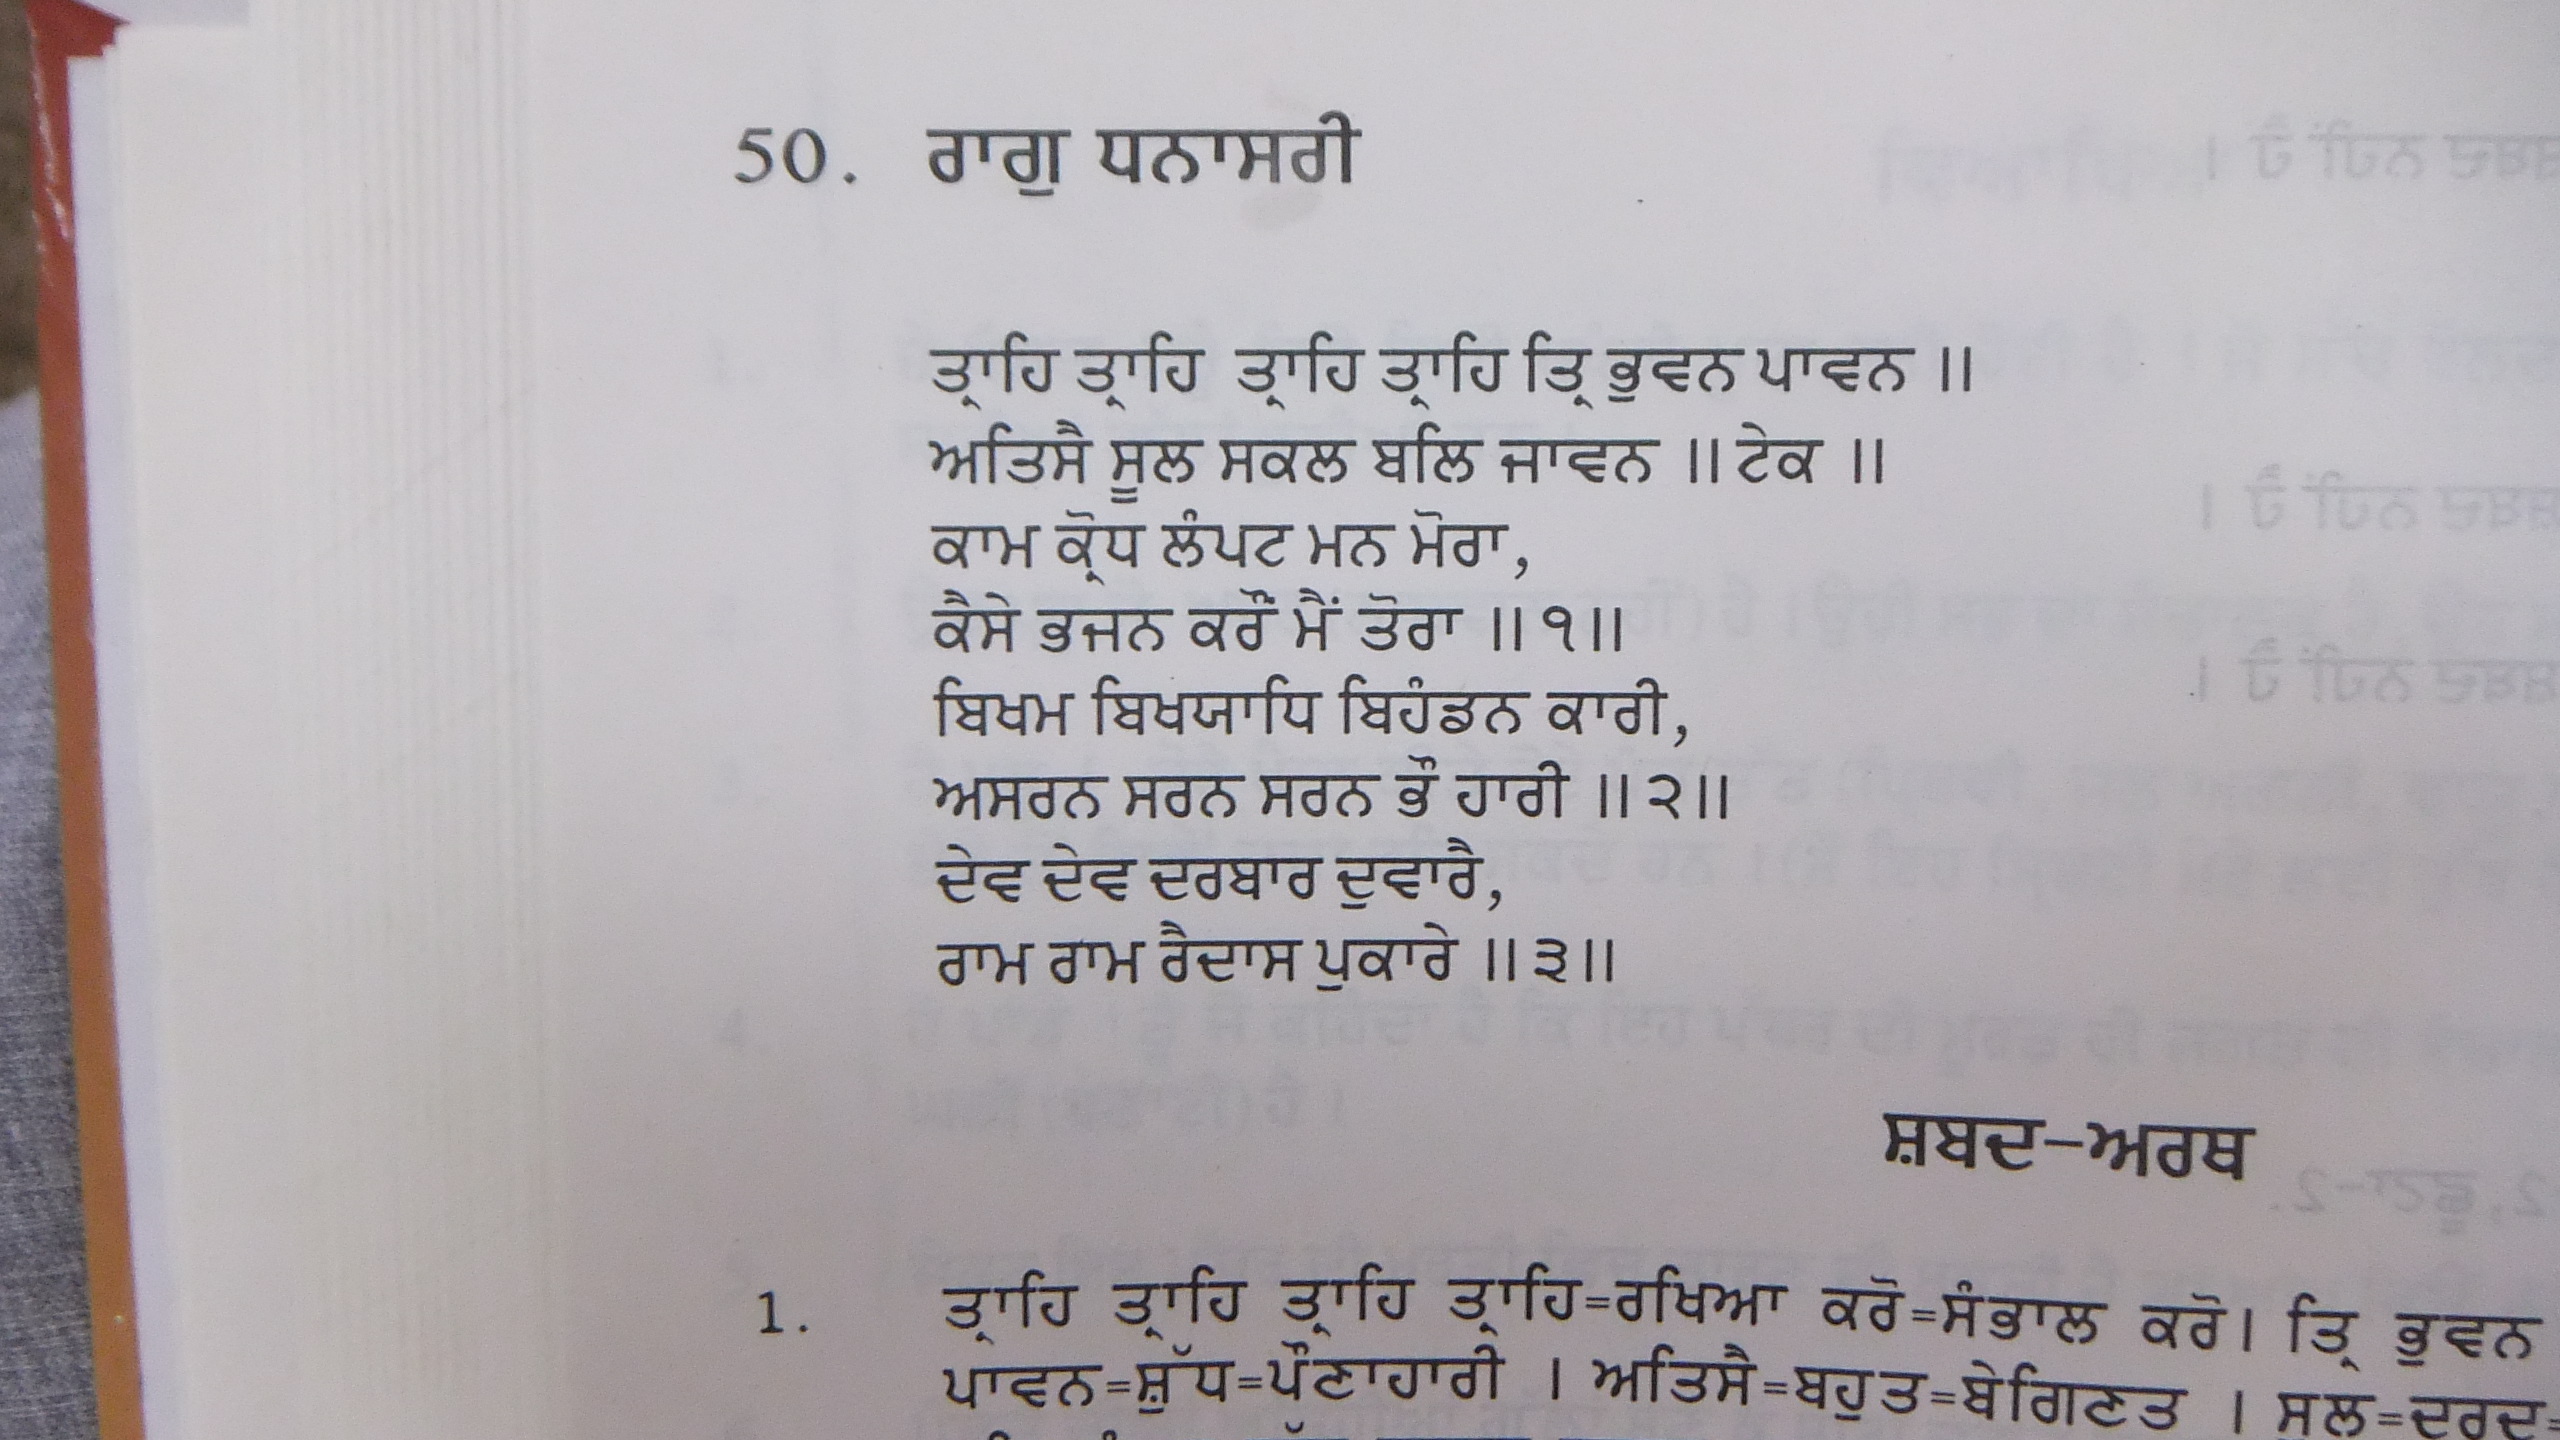 50. ਰਾਗੁ ਧਨਾਸਰੀ
ਤ੍ਰਾਹਿ ਤ੍ਰਾਹਿ ਤ੍ਰਾਹਿ ਤ੍ਰਾਹਿ ਤ੍ਰਿ ਭੁਵਨ ਪਾਵਨ ॥
ਅਤਿਸੈ ਸੂਲ ਸਕਲ ਬਲਿ ਜਾਵਨ ॥ ਟੇਕ ॥
ਕਾਮ ਕ੍ਰੋਧ ਲੰਪਟ ਮਨ ਮੋਰਾ,
ਕੈਸੇ ਭਜਨ ਕਰੌਂ ਮੈਂ ਤੋਰਾ ॥੧॥
ਬਿਖਮ ਬਿਖਯਾਧਿ ਬਿਹੰਡਨ ਕਾਰੀ,
ਅਸਰਨ ਸਰਨ ਸਰਨ ਭੌ ਹਾਰੀ ॥੨॥
ਦੇਵ ਦੇਵ ਦਰਬਾਰ ਦੁਵਾਰੈ,
ਰਾਮ ਰਾਮ ਰੈਦਾਸ ਪੁਕਾਰੇ ॥੩॥
ਸ਼ਬਦ-ਅਰਥ
1. ਤ੍ਰਾਹਿ ਤ੍ਰਾਹਿ ਤ੍ਰਾਹਿ ਤ੍ਰਾਹਿ=ਰਖਿਆ ਕਰੋ=ਸੰਭਾਲ ਕਰੋ। ਤ੍ਰਿ ਭੁਵਨ
ਪਾਵਨ=ਸ਼ੁੱਧ=ਪੌਣਾਹਾਰੀ । ਅਤਿਸੈ=ਬਹੁਤ=ਬੇਗਿਣਤ । ਸੂਲ=ਦਰਦ=